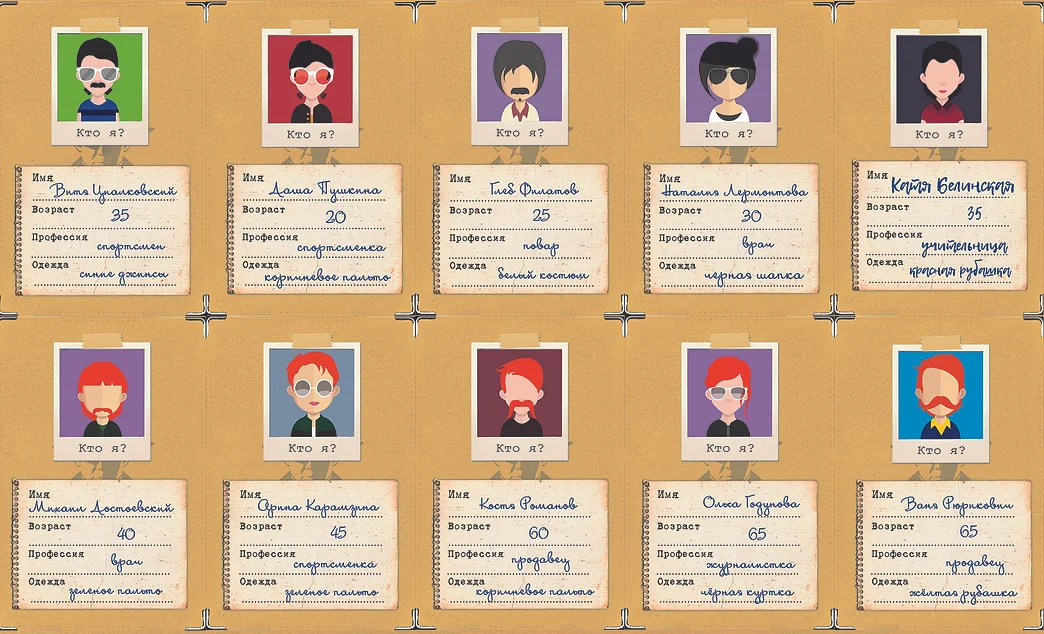 Кто я?
Имя
Витя Циалковский
Возраст
35
Профессия
спортсмен
Одежда
синие джинсы
Кто я?
Имя
Даша Пушкина
Возраст
20
Профессия
спортсменка
Одежда
коричневое пальто
Кто я?
Имя
Глеб Филатов
Возраст
25
Профессия
повар
Одежда
белый костюм
Кто я?
Имя
Наталия Лермонтова
Возраст
30
Профессия
врач
Одежда
черная шапка
Кто я?
Имя
Катя Белинская
Возраст
35
Профессия
учительница
Одежда
красная рубашка
Кто я?
Имя
Михаил Достоевский
Возраст
40
Профессия
врач
Одежда
зеленое пальто
Кто я?
Имя
Арина Карамзина
Возраст
45
Профессия
спортсменка
Одежда
зеленое пальто
Кто я?
Имя
Костя Романов
Возраст
60
Профессия
продавец
Одежда
коричневое пальто
Кто я?
Имя
Ольга Годунова
Возраст
65
Профессия
журналистка
Одежда
чёрная куртка
Кто я?
Имя
Ваня Рюрикович
Возраст
65
Профессия
продавец
Одежда
жёлтая рубашка